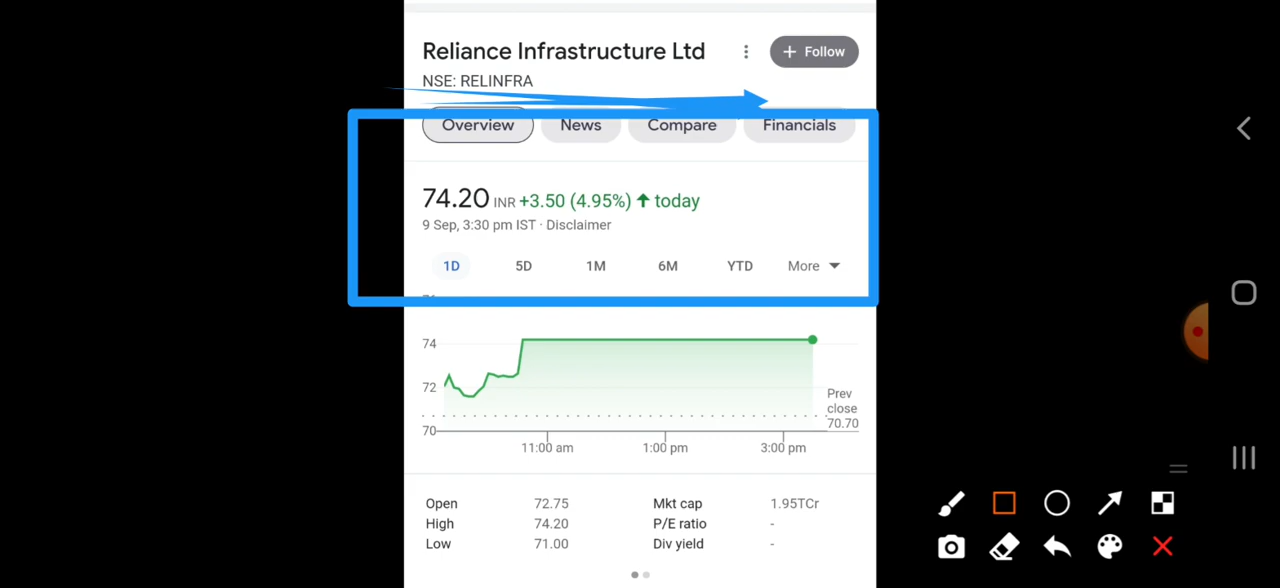 Reliance Infrastructure Ltd
+ Follow
NSE: RELINFRA
Overview News Compare Financials
74.20 INR +3.50 (4.95%) ↑ today
9 Sep, 3:30 pm IST · Disclaimer
1D 5D 1M 6M YTD More
74
72
Prev
close
70.70
70
11:00 am 1:00 pm 3:00 pm
Open 72.75 Mkt cap 1.95TCr
High 74.20 P/E ratio -
Low 71.00 Div yield -